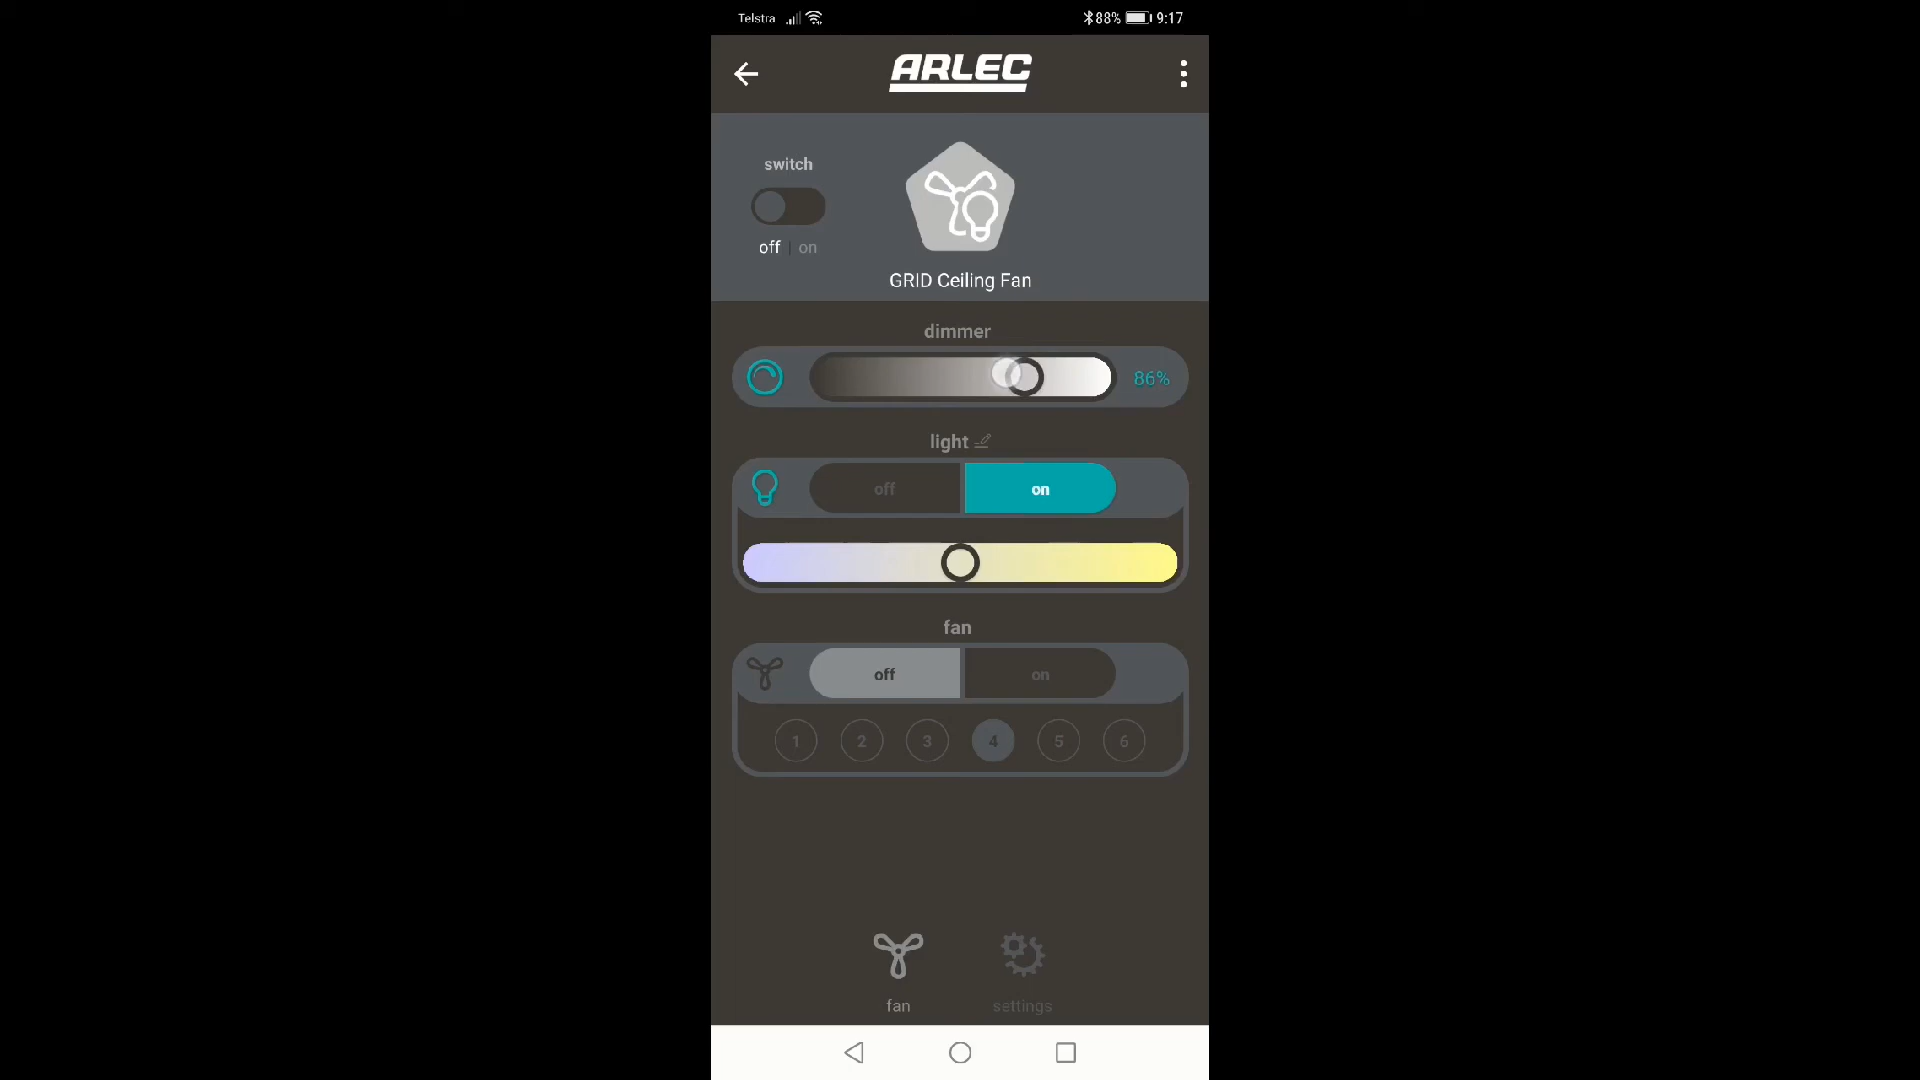 Telstra 88% 9:17
ARLEC
switch
off | on
GRID Ceiling Fan
dimmer
86%
light
off on
fan
off on
1 2 3 4 5 6
fan settings